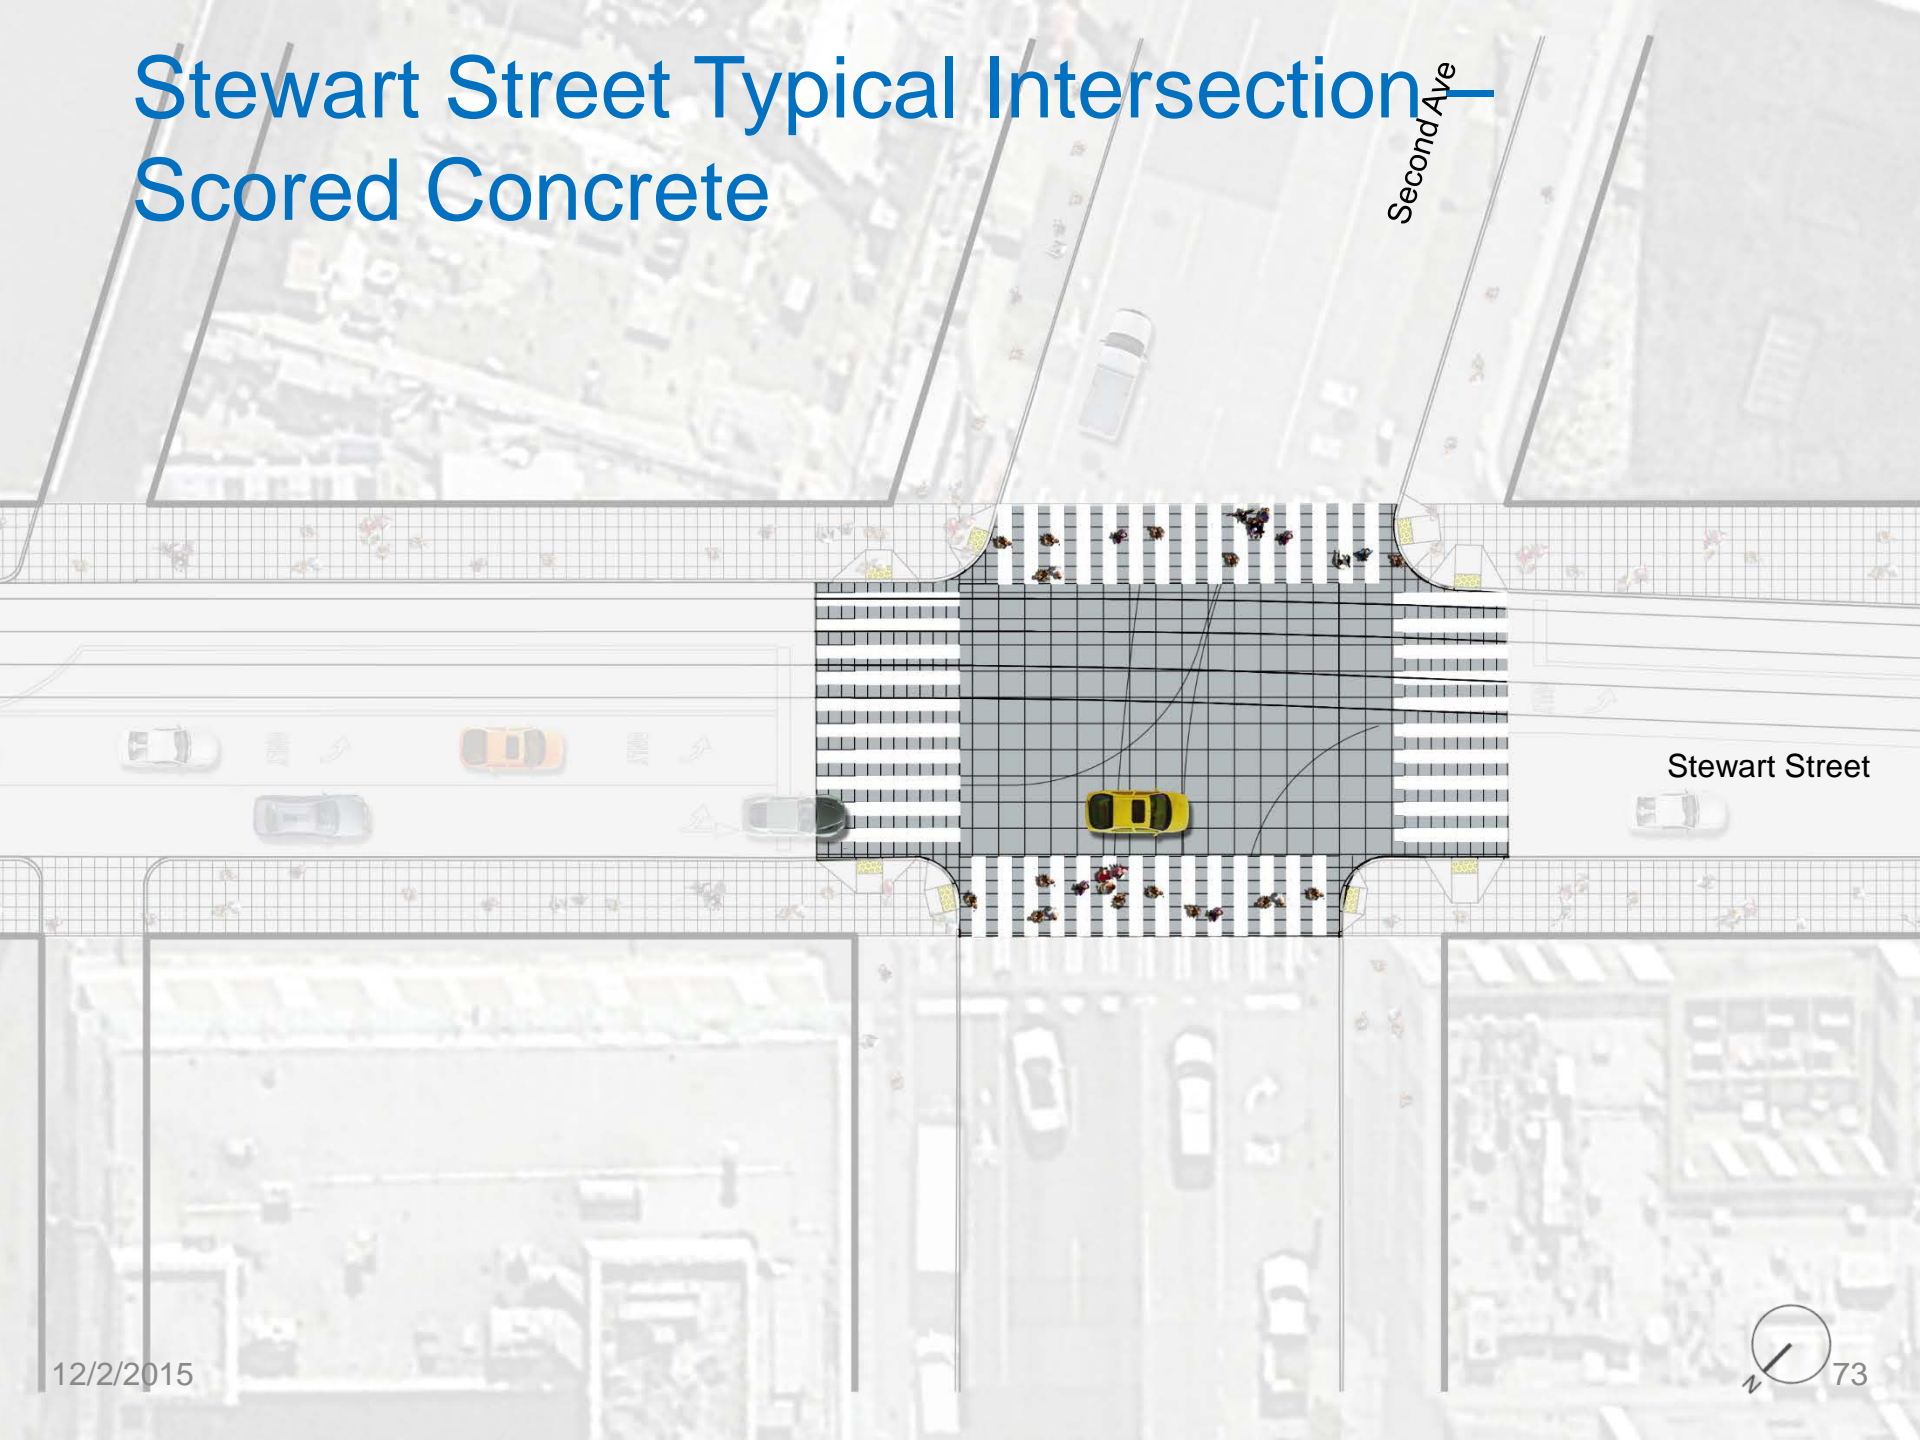 Stewart Street Typical Intersection –
Scored Concrete
Second Ave
Stewart Street
12/2/2015
N
73